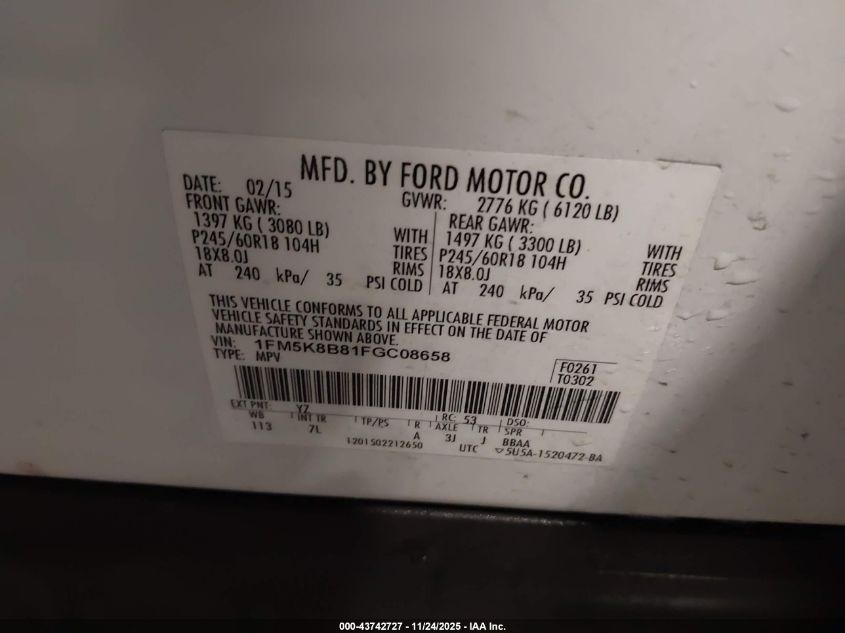 MFD. BY FORD MOTOR CO.
DATE: 02/15 GVWR: 2776 KG ( 6120 LB)
FRONT GAWR: REAR GAWR:
1397 KG ( 3080 LB) WITH 1497 KG ( 3300 LB) WITH
P245/60R18 104H TIRES P245/60R18 104H TIRES
18X8.0J RIMS 18X8.0J RIMS
AT 240 kPa/ 35 PSI COLD AT 240 kPa/ 35 PSI COLD
THIS VEHICLE CONFORMS TO ALL APPLICABLE FEDERAL MOTOR
VEHICLE SAFETY STANDARDS IN EFFECT ON THE DATE OF
MANUFACTURE SHOWN ABOVE.
VIN: 1FM5K8B81FGC08658
TYPE: MPV
F0261
T0302
EXT PNT: YZ RC: 53 DSO:
WB INT TR TP/PS R AXLE TR SPR
113 7L A 3J J BBAA
1201502212650 UTC ▽5U5A-1520472-BA
000-43742727 - 11/24/2025 - IAA Inc.